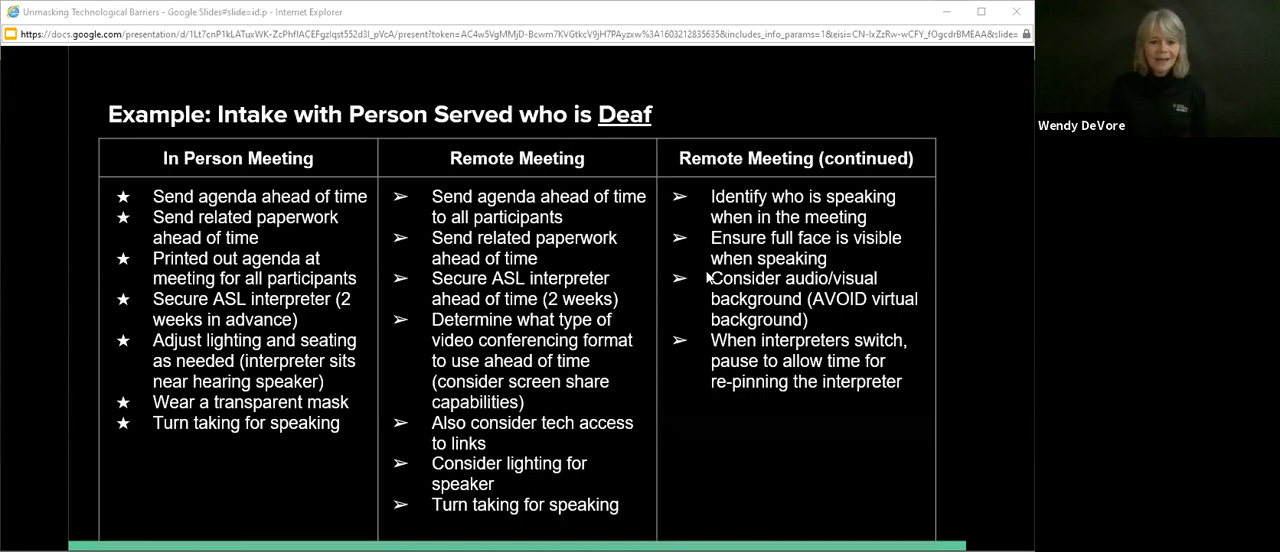 Unmasking Technological Barriers - Google Slides#slide=id.p - Internet Explorer
Wendy DeVore
Example: Intake with Person Served who is Deaf
In Person Meeting
★ Send agenda ahead of time
★ Send related paperwork
ahead of time
★ Printed out agenda at
meeting for all participants
★ Secure ASL interpreter (2
weeks in advance)
★ Adjust lighting and seating
as needed (interpreter sits
near hearing speaker)
★ Wear a transparent mask
★ Turn taking for speaking
Remote Meeting
➢ Send agenda ahead of time
to all participants
➢ Send related paperwork
ahead of time
➢ Secure ASL interpreter
ahead of time (2 weeks)
➢ Determine what type of
video conferencing format
to use ahead of time
(consider screen share
capabilities)
➢ Also consider tech access
to links
➢ Consider lighting for
speaker
➢ Turn taking for speaking
Remote Meeting (continued)
➢ Identify who is speaking
when in the meeting
➢ Ensure full face is visible
when speaking
➢ Consider audio/visual
background (AVOID virtual
background)
➢ When interpreters switch,
pause to allow time for
re-pinning the interpreter